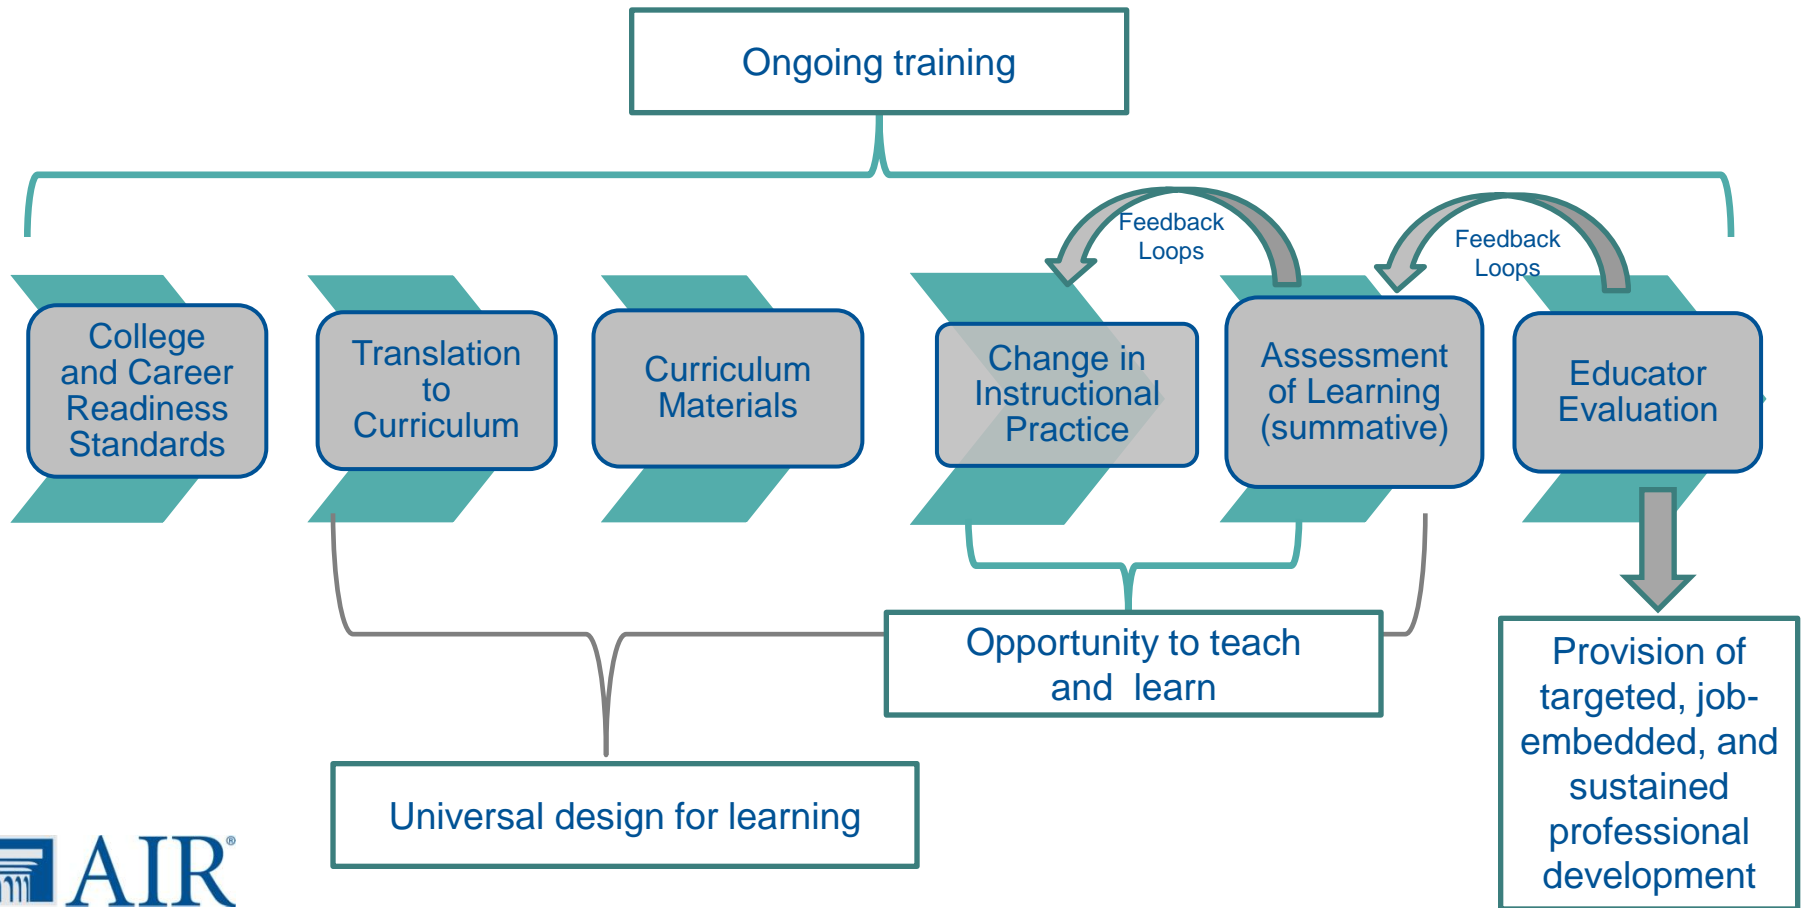 Ongoing training
Feedback
Loops
Feedback
Loops
College
and Career
Readiness
Standards
Translation
to
Curriculum
Curriculum
Materials
Change in
Instructional
Practice
Assessment
of Learning
(summative)
Educator
Evaluation
Opportunity to teach
and learn
Universal design for learning
Provision of
targeted, job-
embedded, and
sustained
professional
development
AIR®